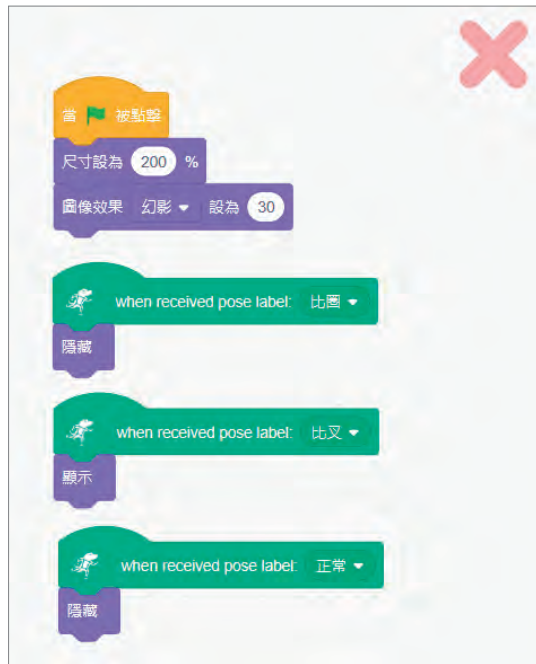 當 被點擊
尺寸設為 200 %
圖像效果 幻影 設為 30
when received pose label: 比圈
隱藏
when received pose label: 比叉
顯示
when received pose label: 正常
隱藏